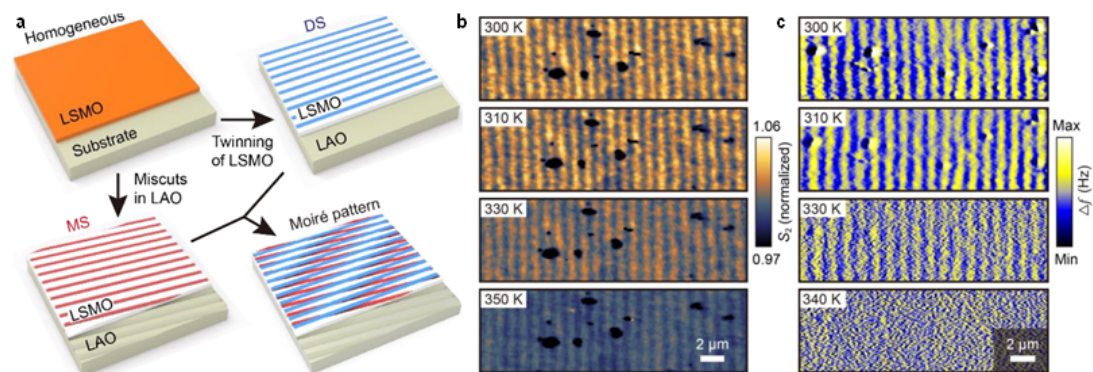 a
Homogeneous
LSMO
Substrate
DS
LSMO
LAO
Twinning
of LSMO
Miscuts
in LAO
MS
LSMO
LAO
Moiré pattern
b
300 K
310 K
330 K
350 K
2 μm
1.06
S₂ (normalized)
0.97
c
300 K
310 K
330 K
340 K
2 μm
Max
△f (Hz)
Min